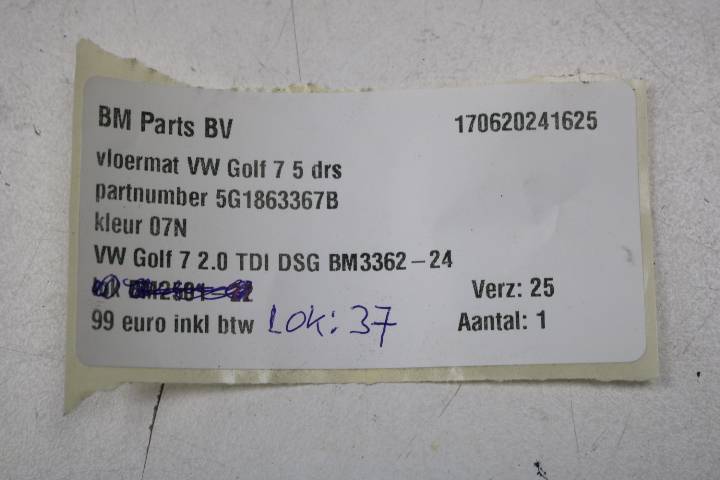 BM Parts BV 170620241625
vloermat VW Golf 7 5 drs
partnumber 5G1863367B
kleur 07N
VW Golf 7 2.0 TDI DSG BM3362-24
Verz: 25
99 euro inkl btw LOK: 37 Aantal: 1